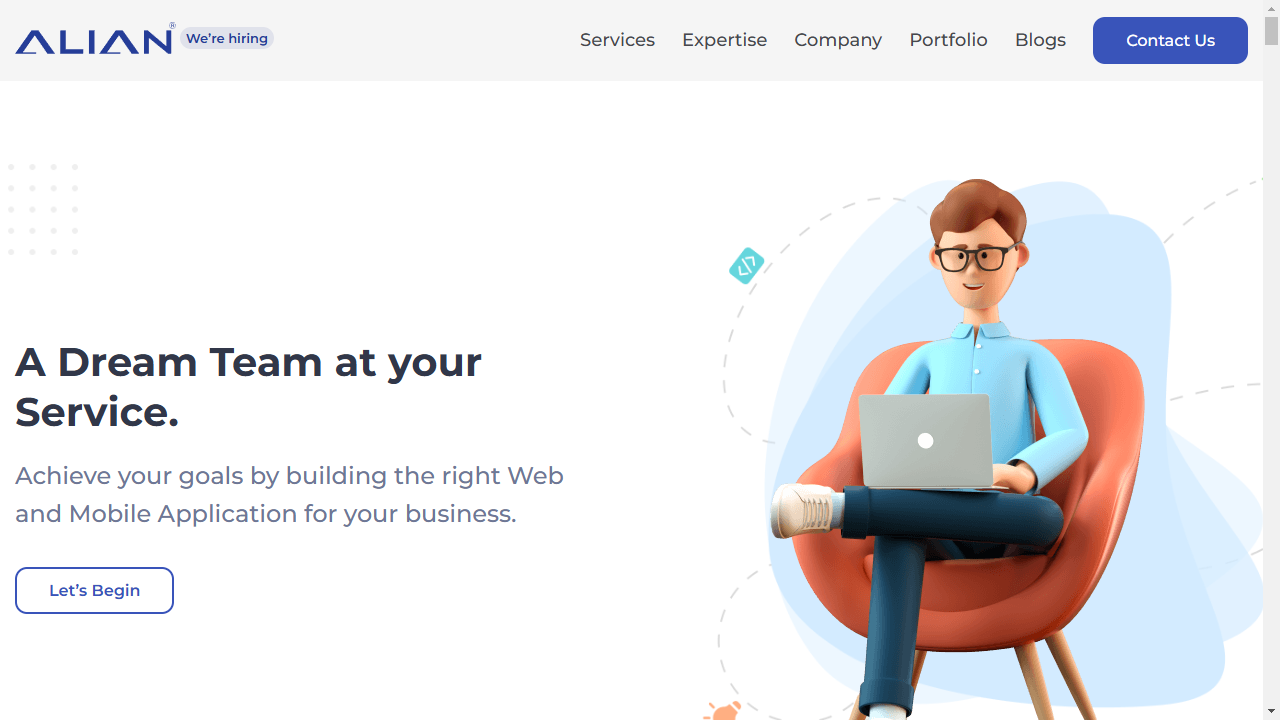 ALIAN® We're hiring Services Expertise Company Portfolio Blogs Contact Us
A Dream Team at your
Service.
Achieve your goals by building the right Web
and Mobile Application for your business.
Let's Begin